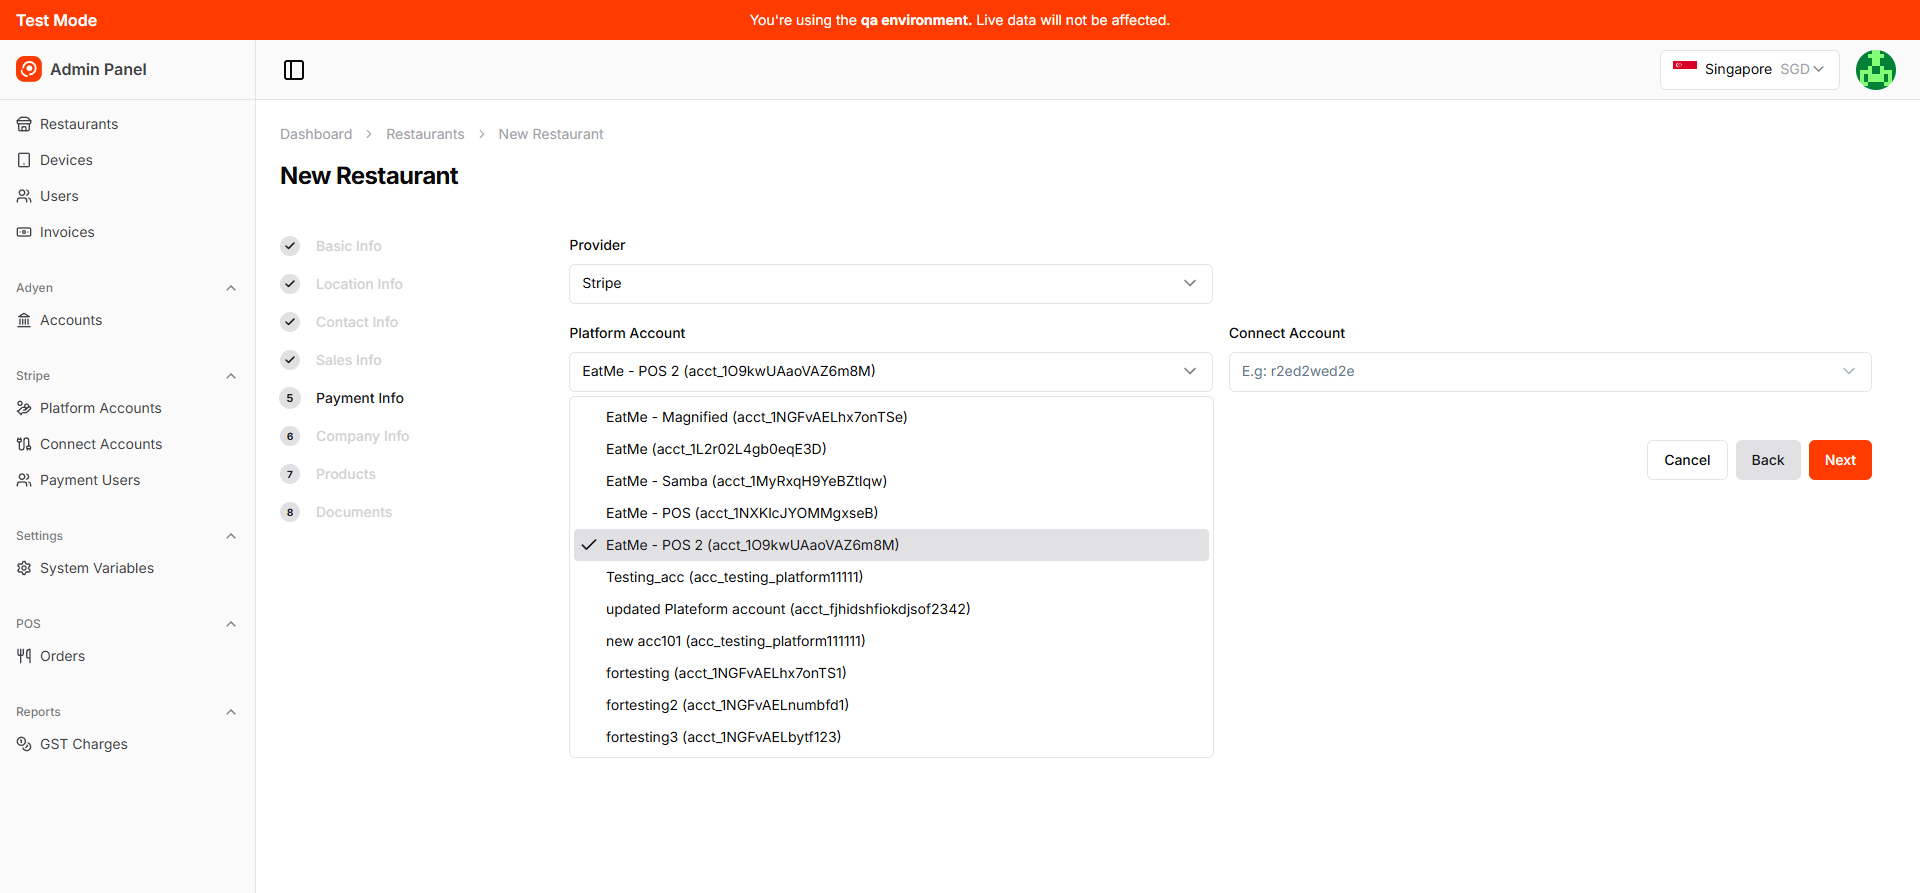 Test Mode
You're using the qa environment. Live data will not be affected.
Admin Panel
Singapore SGD
Restaurants
Devices
Users
Invoices
Adyen
Accounts
Stripe
Platform Accounts
Connect Accounts
Payment Users
Settings
System Variables
POS
Orders
Reports
GST Charges
Dashboard > Restaurants > New Restaurant
New Restaurant
Basic Info
Location Info
Contact Info
Sales Info
5 Payment Info
6 Company Info
7 Products
8 Documents
Provider
Stripe
Platform Account
EatMe - POS 2 (acct_1O9kwUAaoVAZ6m8M)
Connect Account
E.g: r2ed2wed2e
EatMe - Magnified (acct_1NGFvAELhx7onTSe)
EatMe (acct_1L2r02L4gb0eqE3D)
EatMe - Samba (acct_1MyRxqH9YeBZtIqw)
EatMe - POS (acct_1NXKIcJYOMMgxseB)
EatMe - POS 2 (acct_1O9kwUAaoVAZ6m8M)
Testing_acc (acc_testing_platform11111)
updated Plateform account (acct_fjhidshfiokdjsof2342)
new acc101 (acc_testing_platform111111)
fortesting (acct_1NGFvAELhx7onTS1)
fortesting2 (acct_1NGFvAELnumbfd1)
fortesting3 (acct_1NGFvAELbytf123)
Cancel
Back
Next